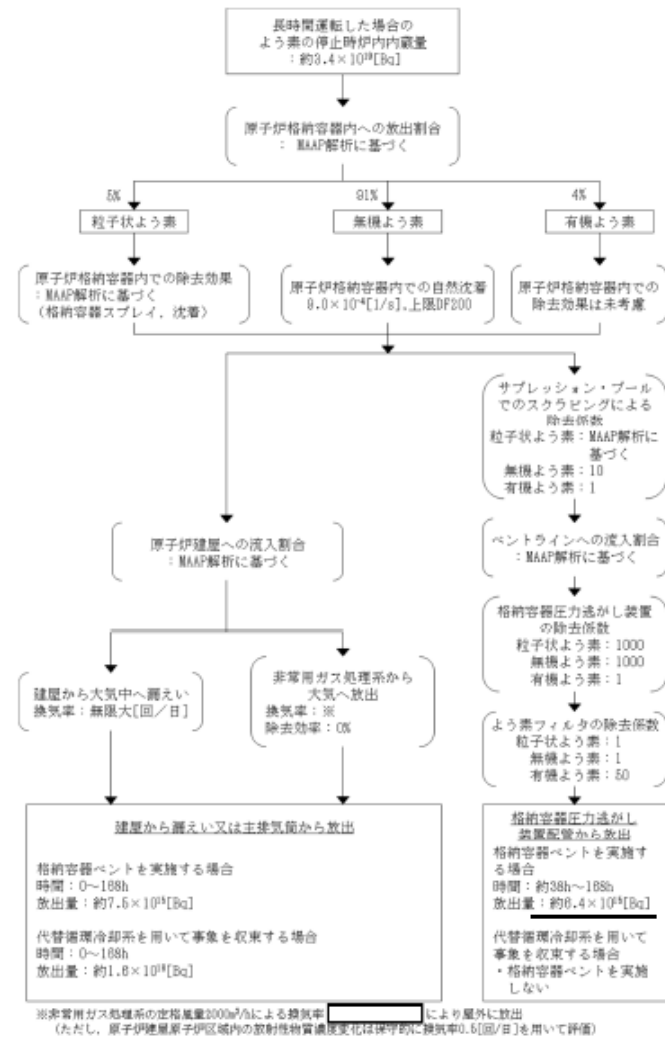 長時間運転した場合の
よう素の停止時炉内内蔵量
:約3.4×10¹⁹[Bq]
原子炉格納容器内への放出割合
: MAAP解析に基づく
5%
91%
4%
粒子状よう素
無機よう素
有機よう素
原子炉格納容器内での除去効果
:MAAP解析に基づく
(格納容器スプレイ,沈着)
原子炉格納容器内での自然沈着
9.0×10⁻⁴[1/s],上限DF200
原子炉格納容器内での
除去効果は未考慮
サプレッション・プール
でのスクラビングによる
除去係数
粒子状よう素:MAAP解析に
基づく
無機よう素:10
有機よう素:1
原子炉建屋への流入割合
:MAAP解析に基づく
ベントラインへの流入割合
:MAAP解析に基づく
格納容器圧力逃がし装置
の除去係数
粒子状よう素:1000
無機よう素:1000
有機よう素:1
建屋から大気中へ漏えい
換気率:無限大[回/日]
非常用ガス処理系から
大気へ放出
換気率:※
除去効率:0%
よう素フィルタの除去係数
粒子状よう素:1
無機よう素:1
有機よう素:50
建屋から漏えい又は主排気筒から放出
格納容器ベントを実施する場合
時間:0~168h
放出量:約7.5×10¹⁵[Bq]
代替循環冷却系を用いて事象を収束する場合
時間:0~168h
放出量:約1.6×10¹⁶[Bq]
格納容器圧力逃がし
装置配管から放出
格納容器ベントを実施す
る場合
時間:約38h~168h
放出量:約6.4×10¹⁵[Bq]
代替循環冷却系を用いて
事象を収束する場合
・格納容器ベントを実施
しない
※非常用ガス処理系の定格風量2000m³/hによる換気率 により屋外に放出
(ただし,原子炉建屋原子炉区域内の放射性物質濃度変化は保守的に換気率0.5[回/日]を用いて評価)